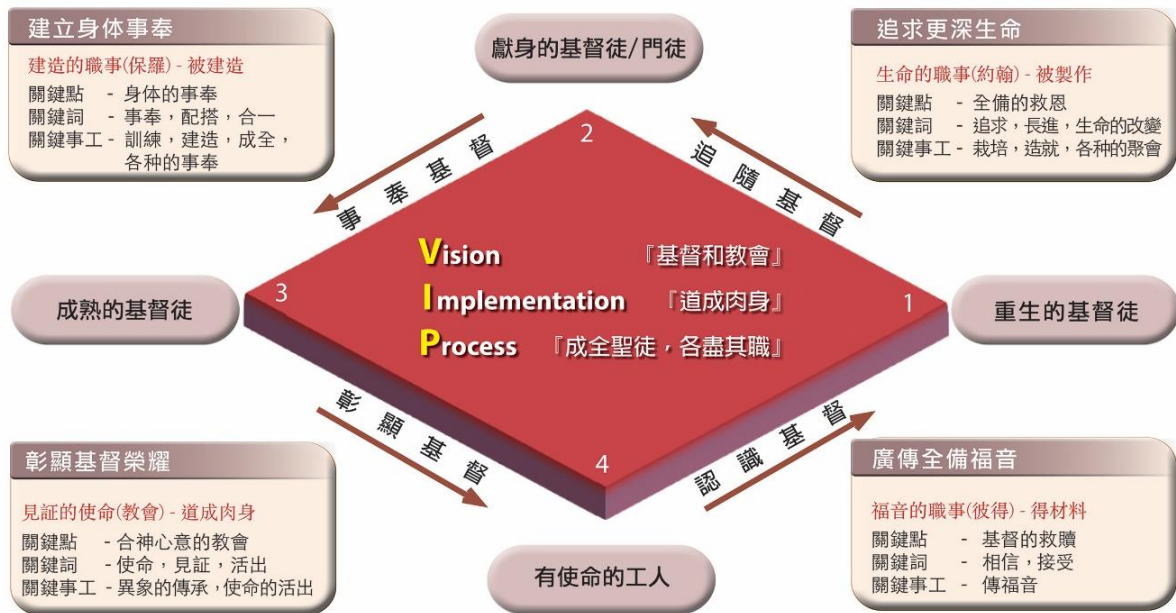 建立身体事奉
建造的職事(保羅) - 被建造
關鍵點 - 身体的事奉
關鍵詞 - 事奉，配搭，合一
關鍵事工 - 訓練，建造，成全，
各种的事奉
獻身的基督徒/門徒
追求更深生命
生命的職事(約翰) - 被製作
關鍵點 - 全備的救恩
關鍵詞 - 追求，長進，生命的改變
關鍵事工 - 栽培，造就，各种的聚會
2
事奉基督
追隨基督
Vision 『基督和教會』
Implementation 『道成肉身』
Process 『成全聖徒，各盡其職』
3
1
成熟的基督徒
重生的基督徒
彰顯基督
認識基督
4
彰顯基督榮耀
見証的使命(教會) - 道成肉身
關鍵點 - 合神心意的教會
關鍵詞 - 使命，見証，活出
關鍵事工 - 異象的傳承，使命的活出
有使命的工人
廣傳全備福音
福音的職事(彼得) - 得材料
關鍵點 - 基督的救贖
關鍵詞 - 相信，接受
關鍵事工 - 傳福音